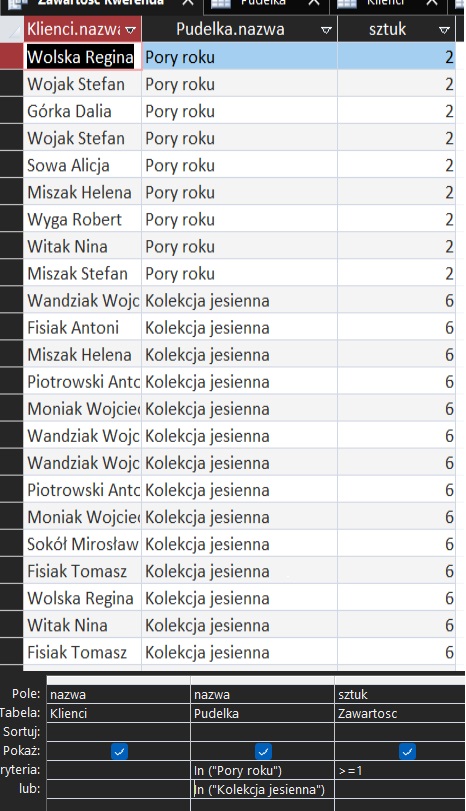 Zawartosc Kwerenda Pudelka Klienci
Klienci.nazwa Pudelka.nazwa sztuk
Wolska Regina Pory roku 2
Wojak Stefan Pory roku 2
Górka Dalia Pory roku 2
Wojak Stefan Pory roku 2
Sowa Alicja Pory roku 2
Miszak Helena Pory roku 2
Wyga Robert Pory roku 2
Witak Nina Pory roku 2
Miszak Stefan Pory roku 2
Wandziak Wojc Kolekcja jesienna 6
Fisiak Antoni Kolekcja jesienna 6
Miszak Helena Kolekcja jesienna 6
Piotrowski Anto Kolekcja jesienna 6
Moniak Wojciec Kolekcja jesienna 6
Wandziak Wojc Kolekcja jesienna 6
Wandziak Wojc Kolekcja jesienna 6
Piotrowski Anto Kolekcja jesienna 6
Moniak Wojciec Kolekcja jesienna 6
Sokół Mirosław Kolekcja jesienna 6
Fisiak Tomasz Kolekcja jesienna 6
Wolska Regina Kolekcja jesienna 6
Witak Nina Kolekcja jesienna 6
Fisiak Tomasz Kolekcja jesienna 6
Pole: nazwa nazwa sztuk
Tabela: Klienci Pudelka Zawartosc
Sortuj:
Pokaż:
ryteria: In ("Pory roku") >=1
lub: In ("Kolekcja jesienna")